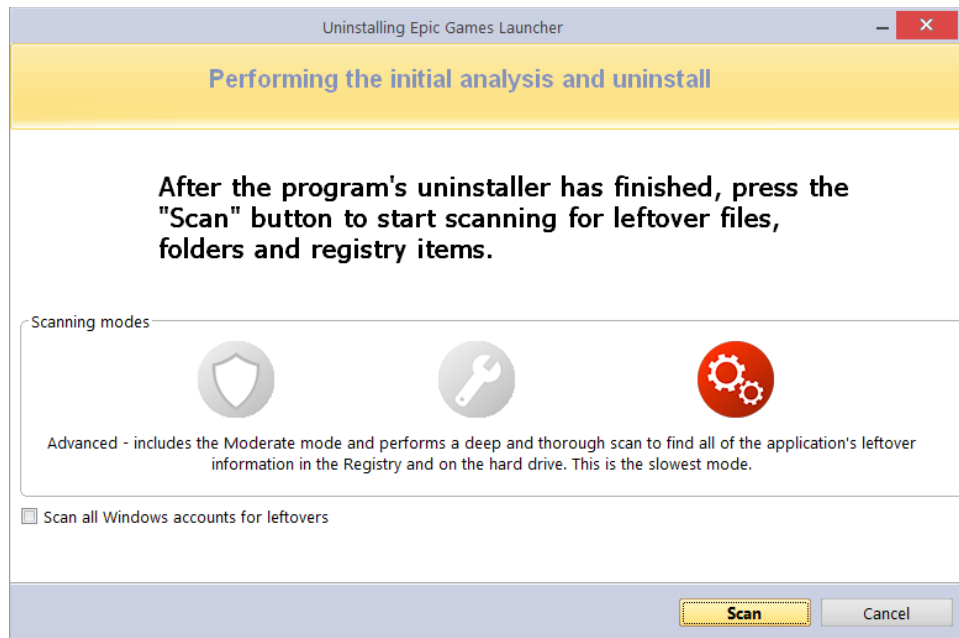 Uninstalling Epic Games Launcher
Performing the initial analysis and uninstall
After the program's uninstaller has finished, press the
"Scan" button to start scanning for leftover files,
folders and registry items.
Scanning modes
Advanced - includes the Moderate mode and performs a deep and thorough scan to find all of the application's leftover
information in the Registry and on the hard drive. This is the slowest mode.
Scan all Windows accounts for leftovers
Scan
Cancel